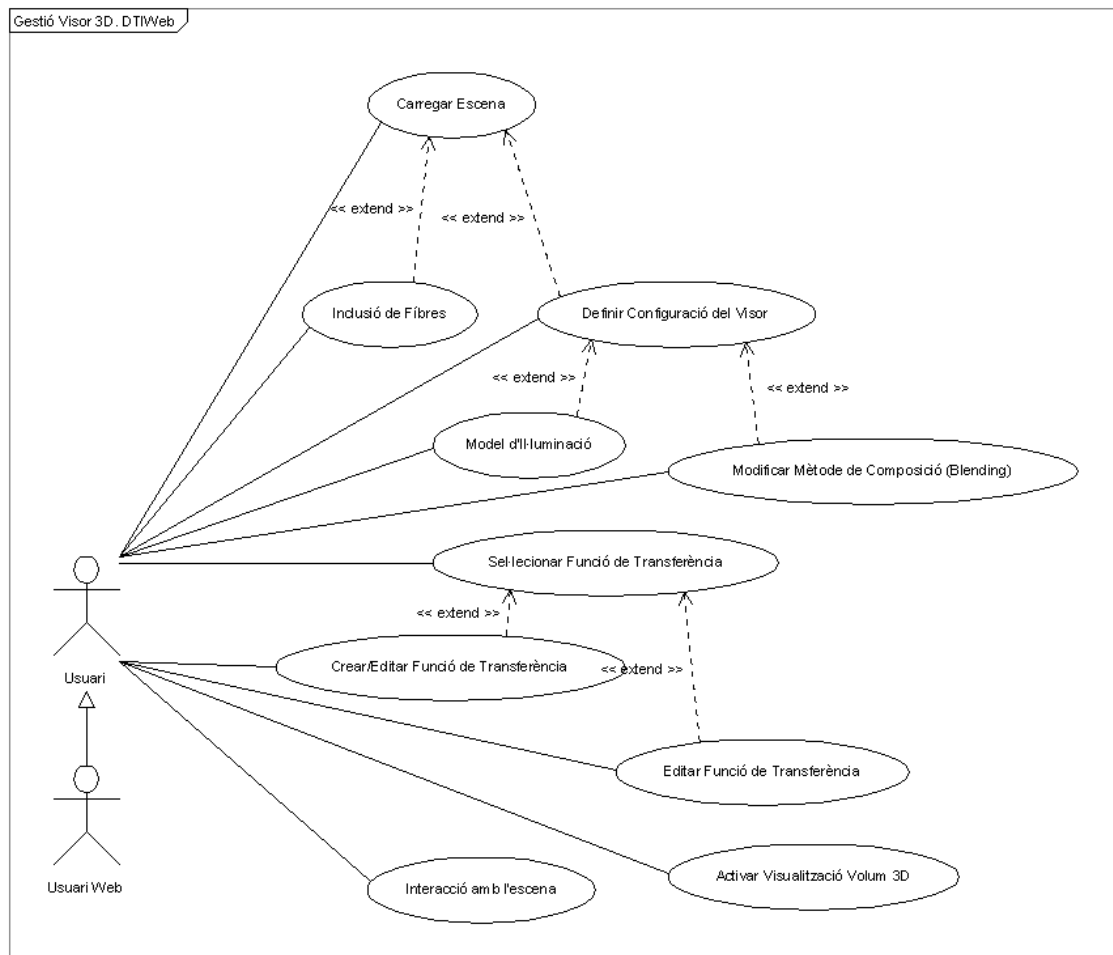 Gestió Visor 3D. DTIWeb
Carregar Escena
<< extend >>
<< extend >>
Inclusió de Fíbres
Definir Configuració del Visor
<< extend >>
<< extend >>
Model d'Il·luminació
Modificar Mètode de Composició (Blending)
Sel·lecionar Funció de Transferència
<< extend >>
Crear/Editar Funció de Transferència
<< extend >>
Usuari
Editar Funció de Transferència
Usuari Web
Interacció amb l'escena
Activar Visualització Volum 3D